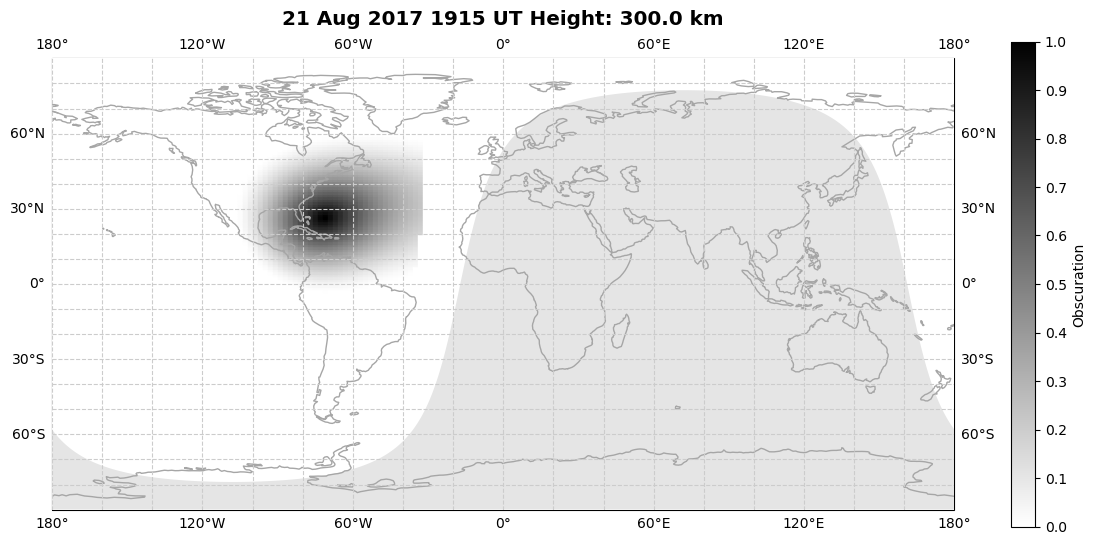 21 Aug 2017 1915 UT Height: 300.0 km
180° 120°W 60°W 0° 60°E 120°E 180°
60°N 60°N
30°N 30°N
0° 0°
30°S 30°S
60°S 60°S
180° 120°W 60°W 0° 60°E 120°E 180°
1.0
0.9
0.8
0.7
0.6
0.5
0.4
0.3
0.2
0.1
0.0
Obscuration